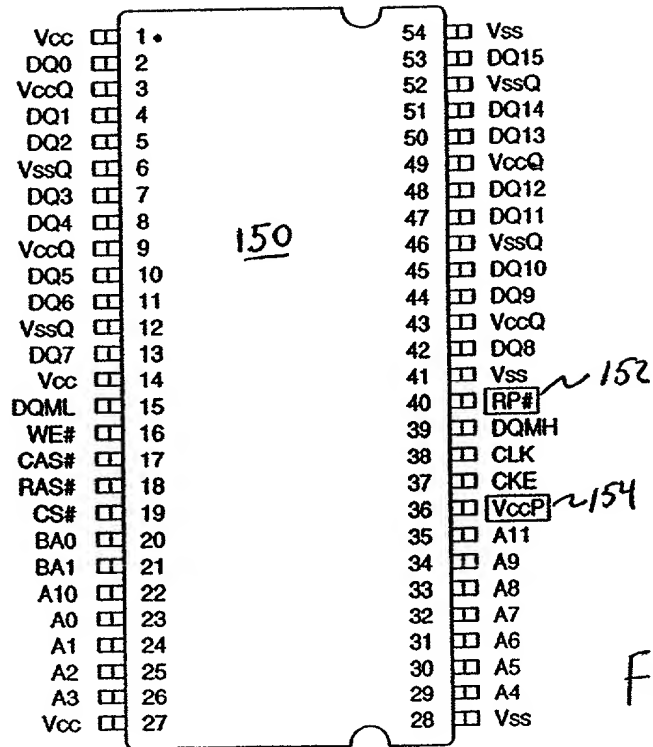 Vcc 1 54 Vss
DQ0 2 53 DQ15
VccQ 3 52 VssQ
DQ1 4 51 DQ14
DQ2 5 50 DQ13
VssQ 6 49 VccQ
DQ3 7 48 DQ12
DQ4 8 47 DQ11
VccQ 9 150 46 VssQ
DQ5 10 45 DQ10
DQ6 11 44 DQ9
VssQ 12 43 VccQ
DQ7 13 42 DQ8
Vcc 14 41 Vss
DQML 15 40 RP# 152
WE# 16 39 DQMH
CAS# 17 38 CLK
RAS# 18 37 CKE
CS# 19 36 VccP 154
BA0 20 35 A11
BA1 21 34 A9
A10 22 33 A8
A0 23 32 A7
A1 24 31 A6
A2 25 30 A5
A3 26 29 A4 F
Vcc 27 28 Vss